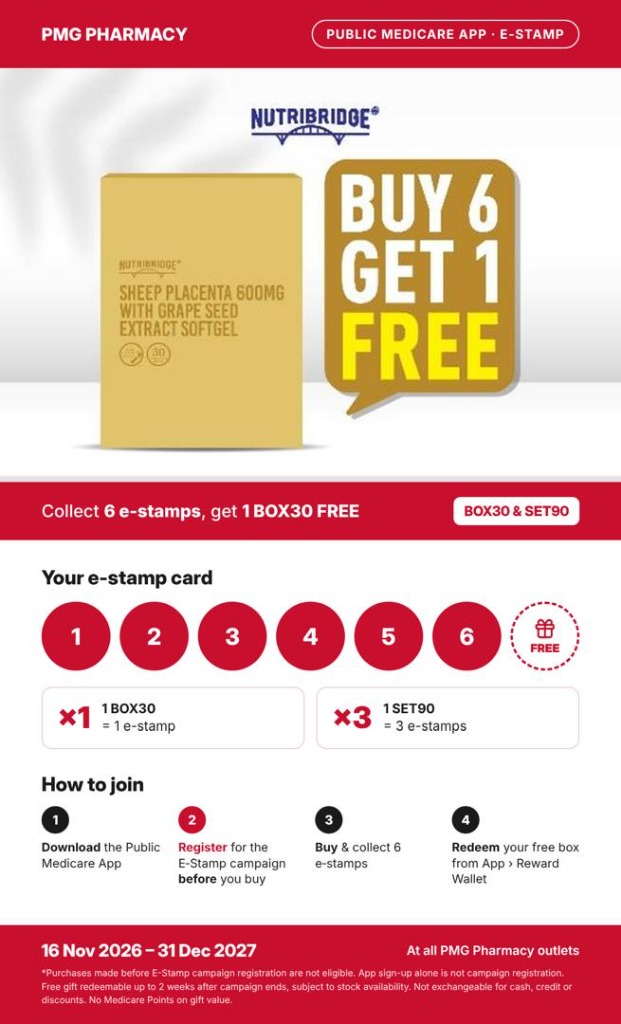 PMG PHARMACY
PUBLIC MEDICARE APP · E-STAMP
NUTRIBRIDGE
NUTRIBRIDGE
SHEEP PLACENTA 600MG
WITH GRAPE SEED
EXTRACT SOFTGEL
30
BUY 6
GET 1
FREE
Collect 6 e-stamps, get 1 BOX30 FREE
BOX30 & SET90
Your e-stamp card
1 2 3 4 5 6 FREE
×1 1 BOX30
= 1 e-stamp
×3 1 SET90
= 3 e-stamps
How to join
1
Download the Public
Medicare App
2
Register for the
E-Stamp campaign
before you buy
3
Buy & collect 6
e-stamps
4
Redeem your free box
from App › Reward
Wallet
16 Nov 2026 – 31 Dec 2027
At all PMG Pharmacy outlets
*Purchases made before E-Stamp campaign registration are not eligible. App sign-up alone is not campaign registration.
Free gift redeemable up to 2 weeks after campaign ends, subject to stock availability. Not exchangeable for cash, credit or
discounts. No Medicare Points on gift value.